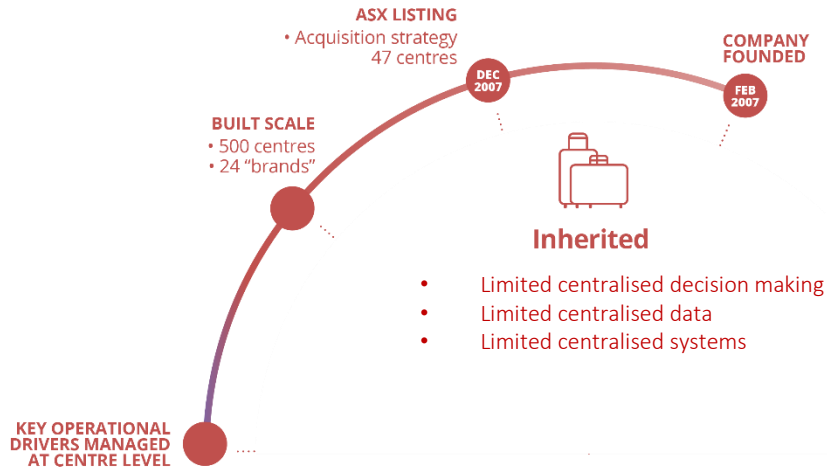 ASX LISTING
• Acquisition strategy
47 centres
COMPANY
FOUNDED
DEC
2007
FEB
2007
BUILT SCALE
• 500 centres
• 24 “brands”
Inherited
• Limited centralised decision making
• Limited centralised data
• Limited centralised systems
KEY OPERATIONAL
DRIVERS MANAGED
AT CENTRE LEVEL